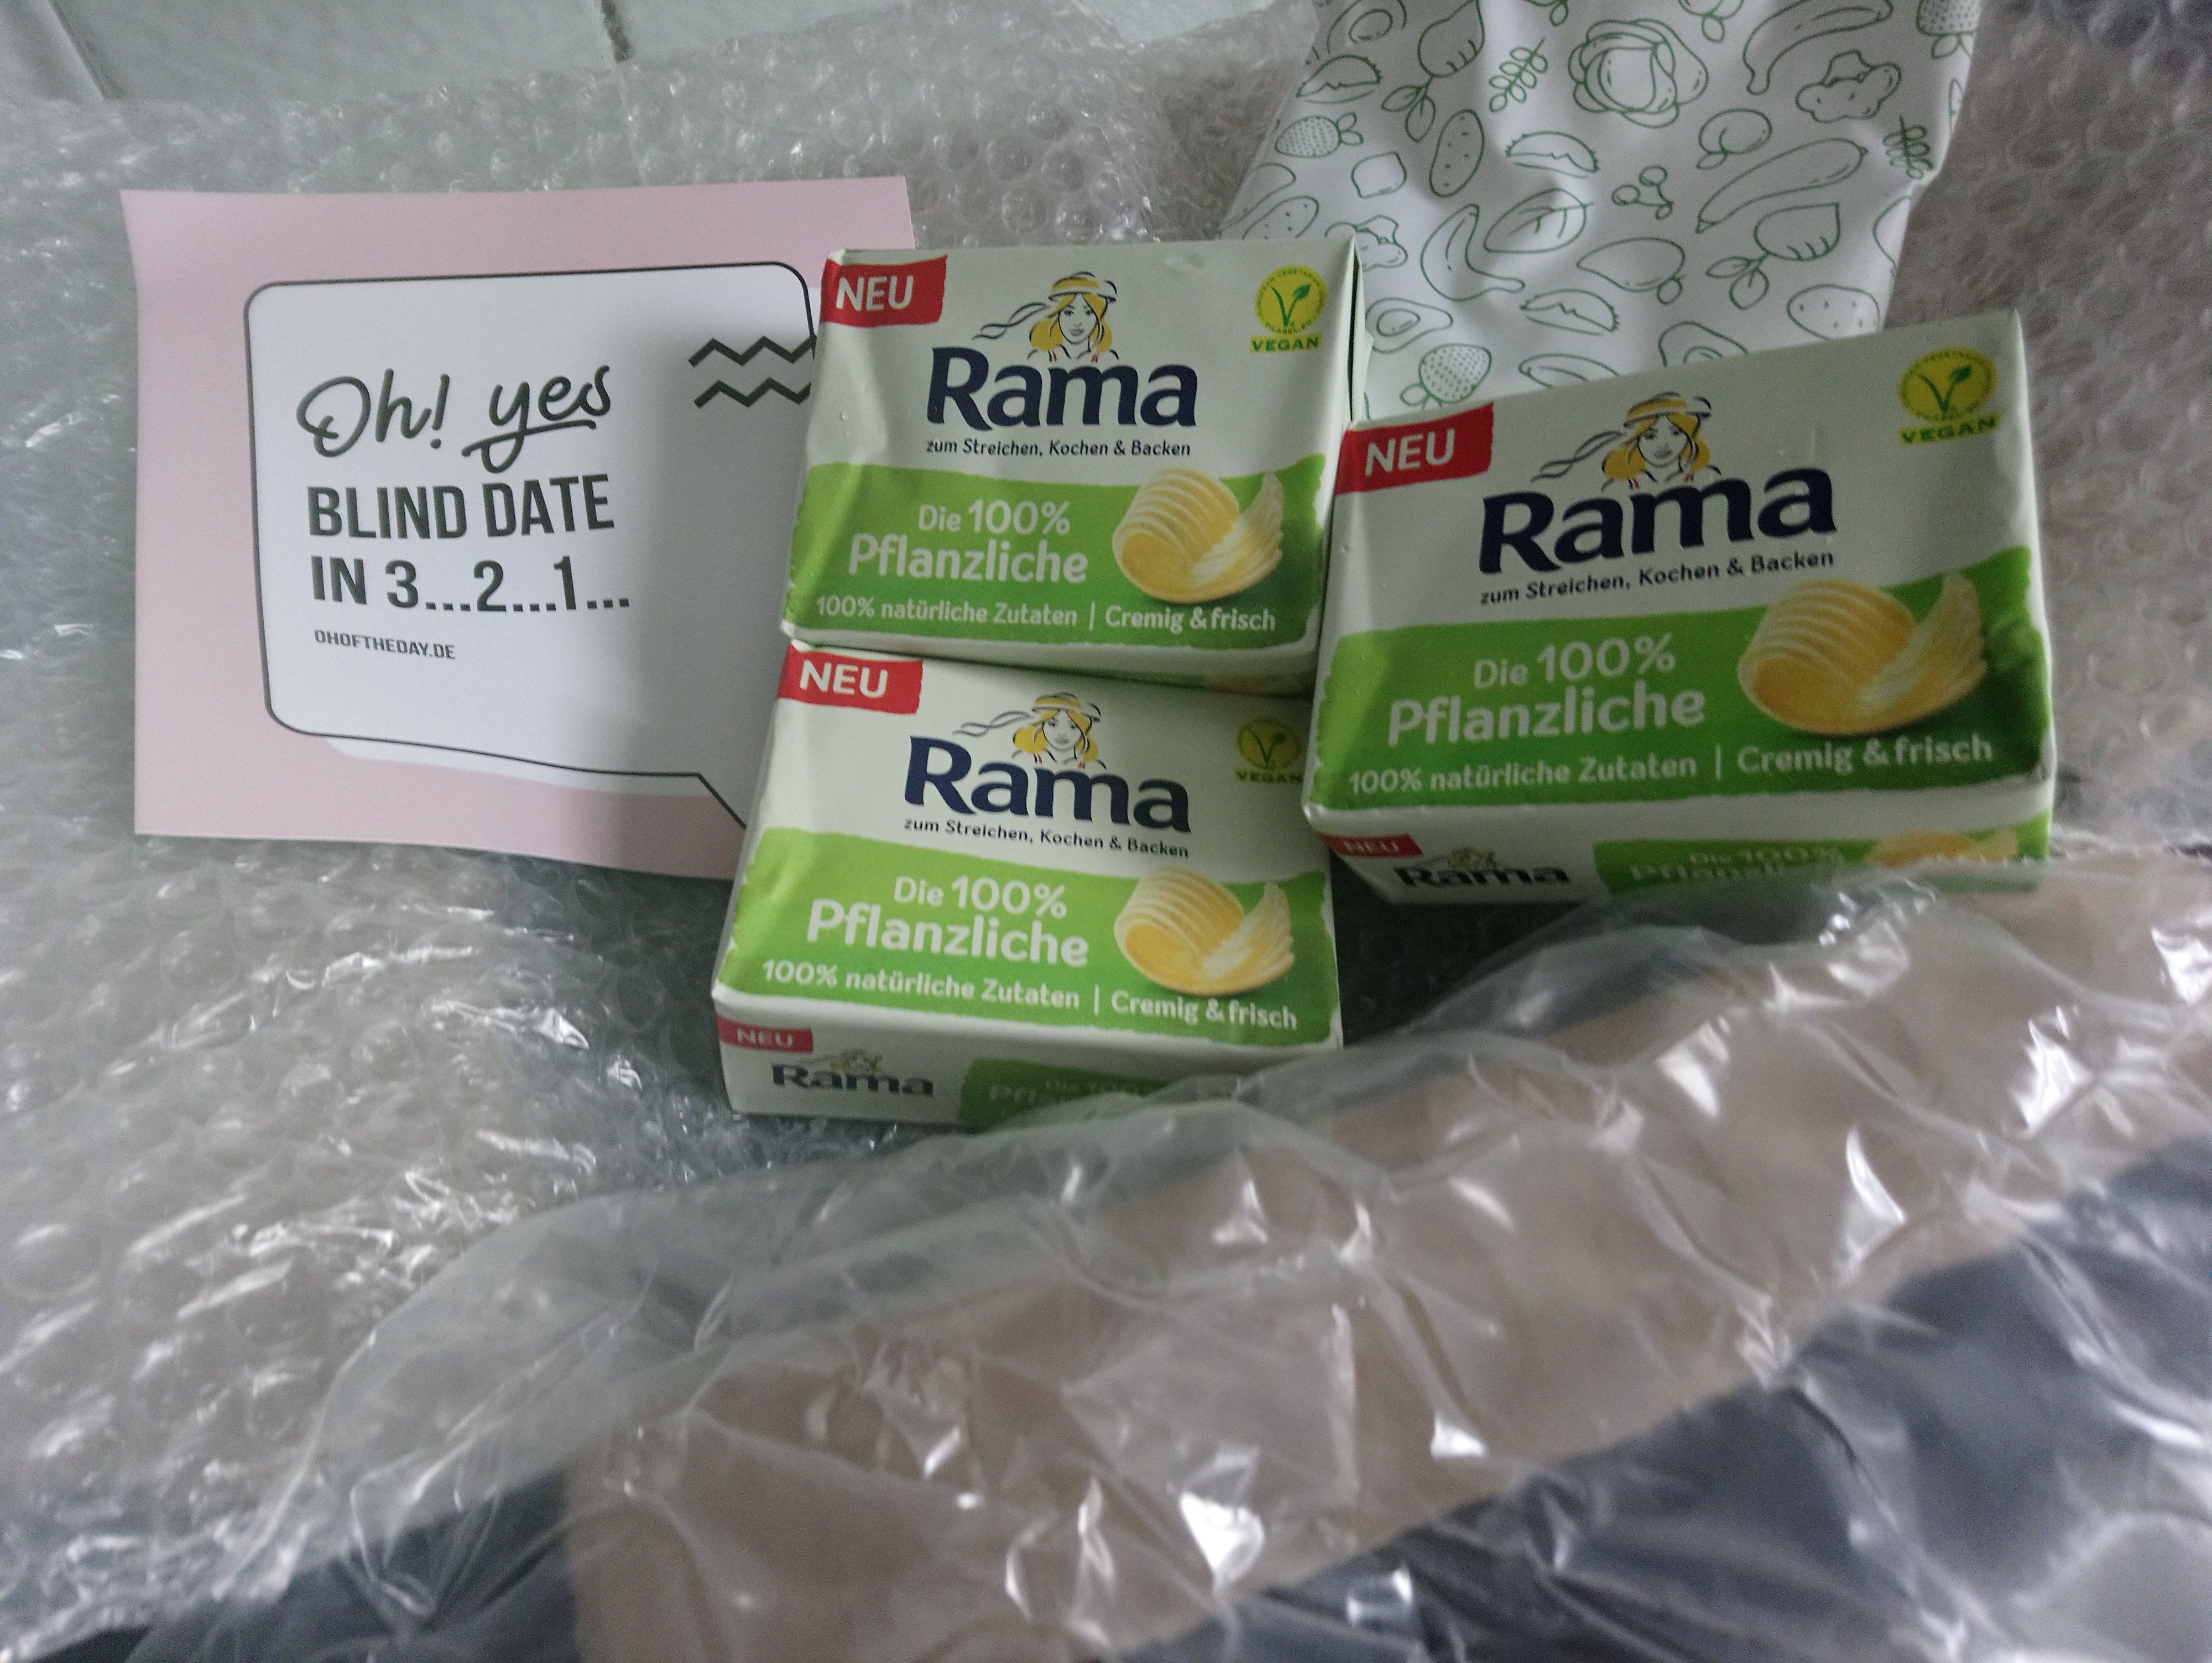 Oh! yes
BLIND DATE
IN 3...2...1...
OHOFTHEDAY.DE
NEU
Rama
VEGAN
zum Streichen, Kochen & Backen
Die 100%
Pflanzliche
100% natürliche Zutaten | Cremig & frisch
NEU
Rama
VEGAN
zum Streichen, Kochen & Backen
Die 100%
Pflanzliche
100% natürliche Zutaten | Cremig & frisch
NEU
Rama
Die 100%
Pflanzliche
NEU
Rama
VEGAN
zum Streichen, Kochen & Backen
Die 100%
Pflanzliche
100% natürliche Zutaten | Cremig & frisch
NEU
Rama